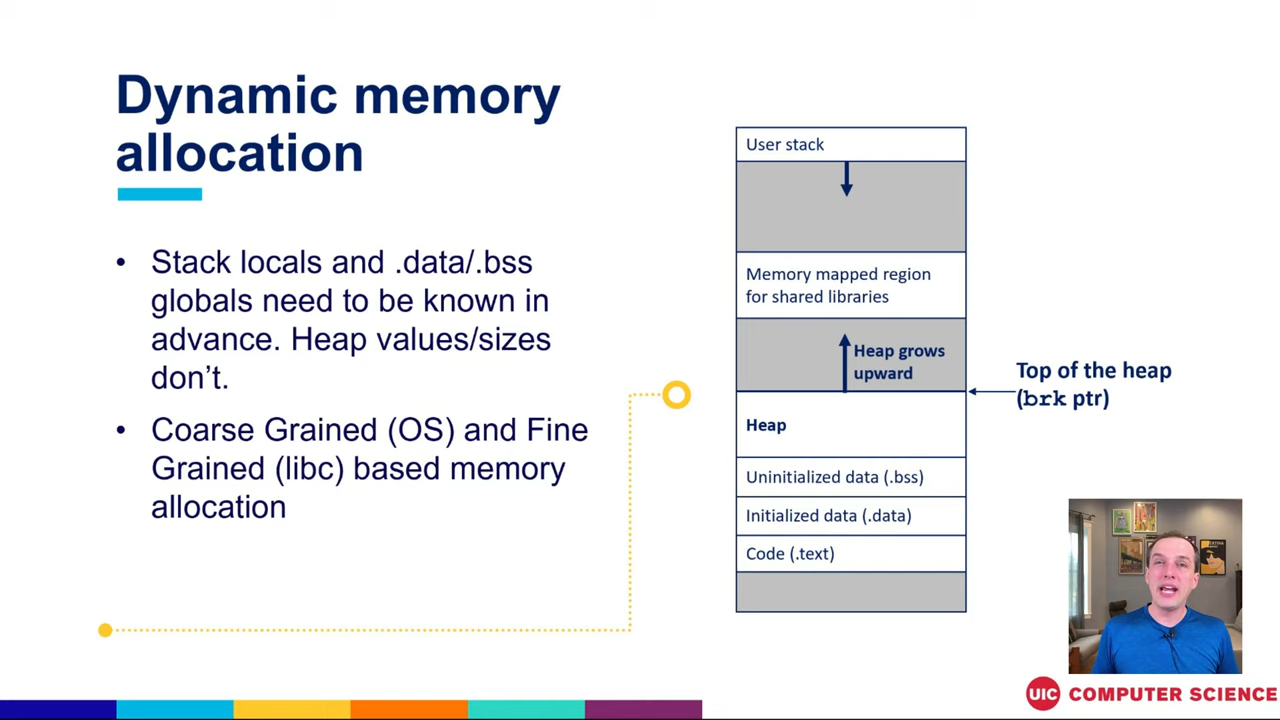 Dynamic memory
allocation
• Stack locals and .data/.bss
globals need to be known in
advance. Heap values/sizes
don’t.
• Coarse Grained (OS) and Fine
Grained (libc) based memory
allocation
User stack
Memory mapped region
for shared libraries
Heap grows
upward
Top of the heap
(brk ptr)
Heap
Uninitialized data (.bss)
Initialized data (.data)
Code (.text)
UIC COMPUTER SCIENCE